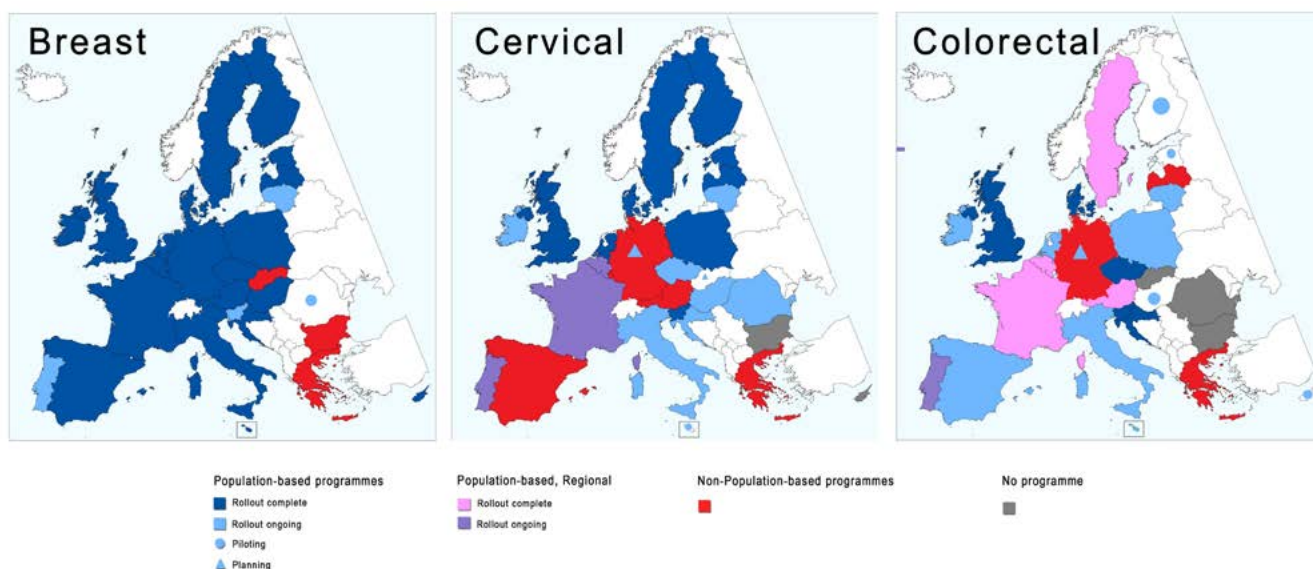 Breast
Cervical
Colorectal
Population-based programmes
Rollout complete
Rollout ongoing
Piloting
Planning
Population-based, Regional
Rollout complete
Rollout ongoing
Non-Population-based programmes
No programme